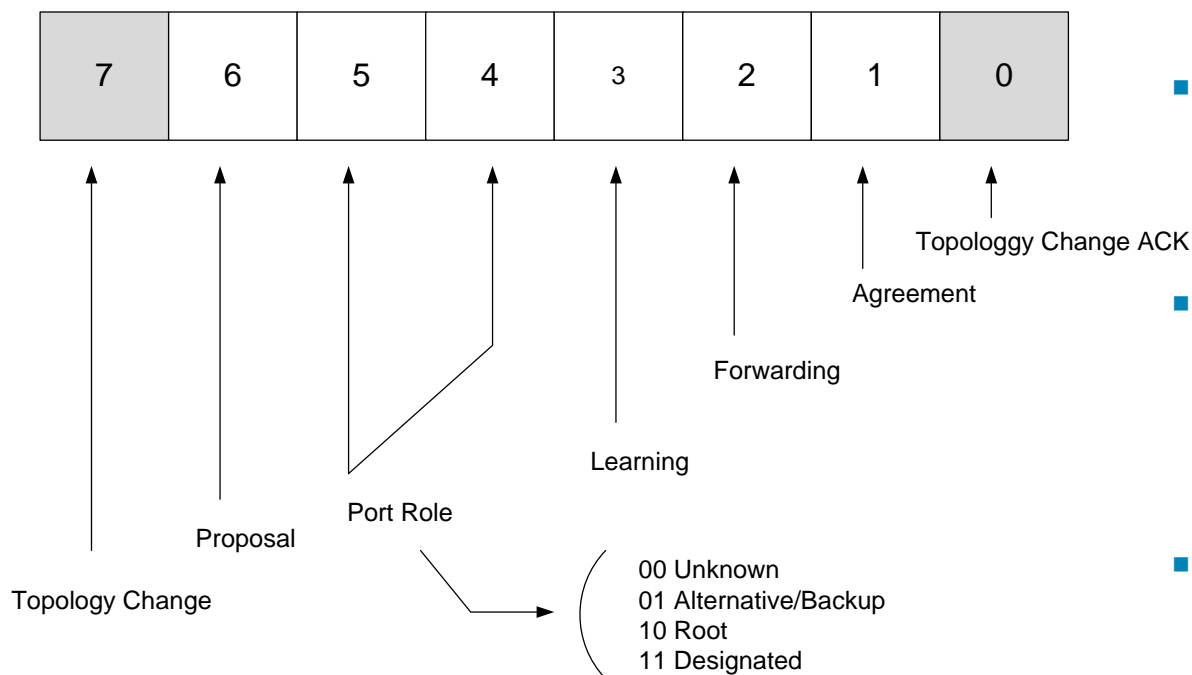 7 6 5 4 3 2 1 0
Topologgy Change ACK
Agreement
Forwarding
Learning
Port Role
Proposal
Topology Change
00 Unknown
01 Alternative/Backup
10 Root
11 Designated